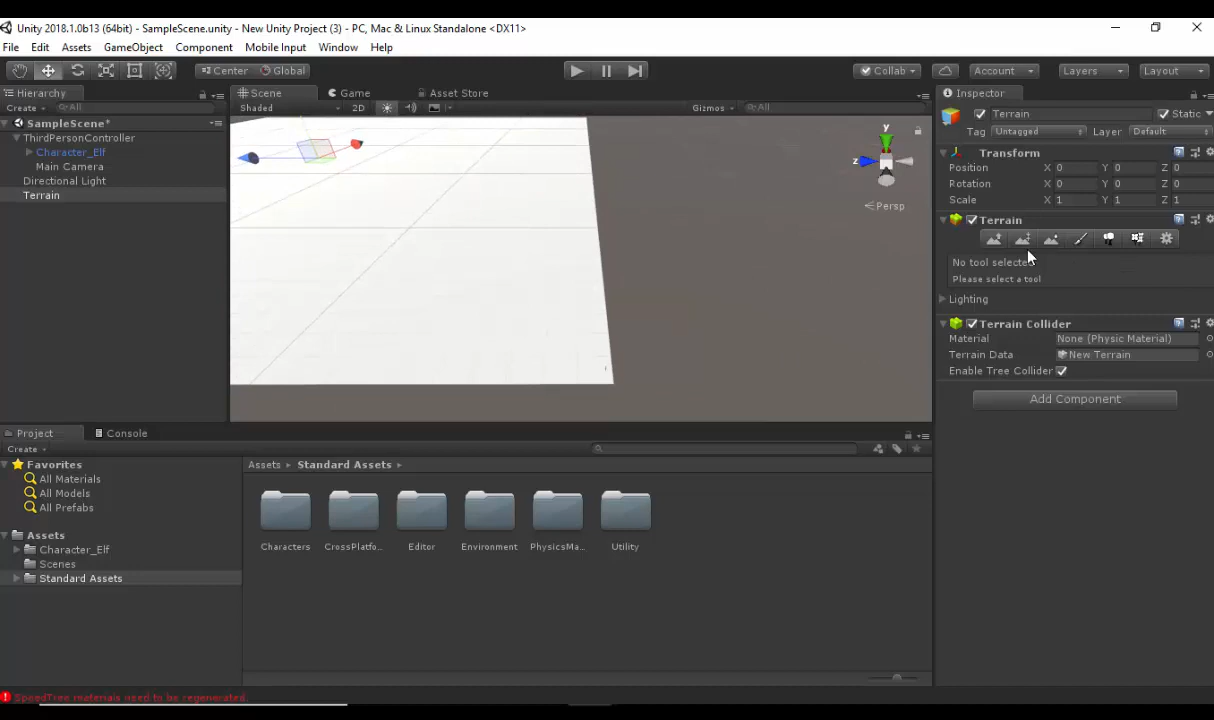 Unity 2018.1.0b13 (64bit) - SampleScene.unity - New Unity Project (3) - PC, Mac & Linux Standalone <DX11>
File Edit Assets GameObject Component Mobile Input Window Help
Center Global Collab Account Layers Layout
Hierarchy Scene Game Asset Store Inspector
Create All Shaded 2D Gizmos All Terrain Static
SampleScene* Tag Untagged Layer Default
ThirdPersonController
Character_Elf
Main Camera
Directional Light
Terrain
y
z
Persp
Transform
Position X 0 Y 0 Z 0
Rotation X 0 Y 0 Z 0
Scale X 1 Y 1 Z 1
Terrain
No tool selected
Please select a tool
Lighting
Terrain Collider
Material None (Physic Material)
Terrain Data New Terrain
Enable Tree Collider
Add Component
Project Console
Create
Favorites
All Materials
All Models
All Prefabs
Assets
Character_Elf
Scenes
Standard Assets
Assets Standard Assets
Characters CrossPlatfo... Editor Environment PhysicsMa... Utility
SpeedTree materials need to be regenerated.